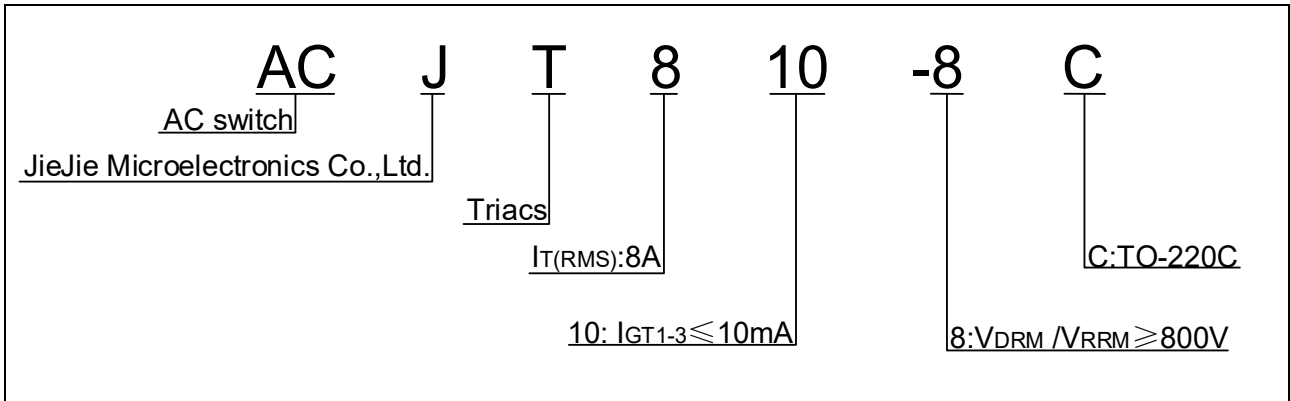 AC J T 8 10 -8 C
AC switch
JieJie Microelectronics Co.,Ltd.
Triacs
IT(RMS):8A
C:TO-220C
10: IGT1-3≤10mA
8:VDRM /VRRM≥800V